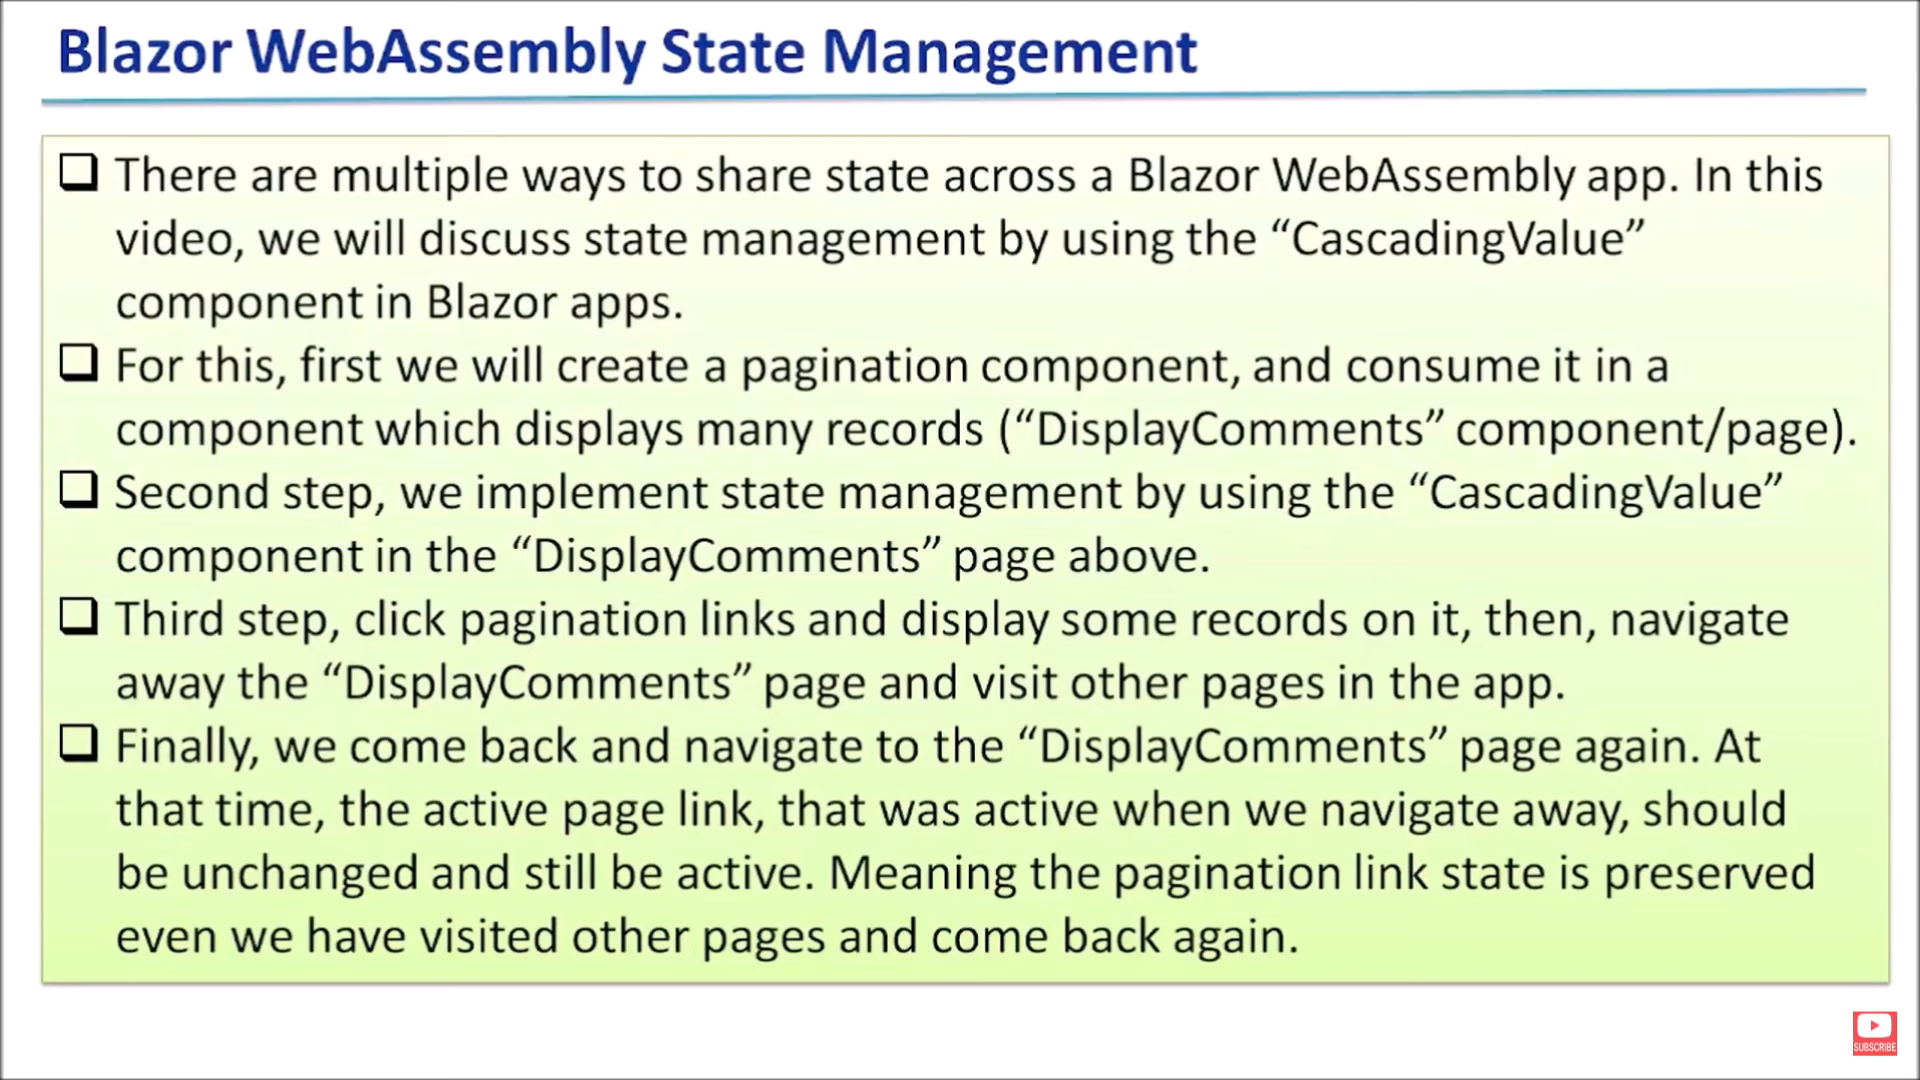 Blazor WebAssembly State Management
There are multiple ways to share state across a Blazor WebAssembly app. In this
video, we will discuss state management by using the “CascadingValue”
component in Blazor apps.
For this, first we will create a pagination component, and consume it in a
component which displays many records (“DisplayComments” component/page).
Second step, we implement state management by using the “CascadingValue”
component in the “DisplayComments” page above.
Third step, click pagination links and display some records on it, then, navigate
away the “DisplayComments” page and visit other pages in the app.
Finally, we come back and navigate to the “DisplayComments” page again. At
that time, the active page link, that was active when we navigate away, should
be unchanged and still be active. Meaning the pagination link state is preserved
even we have visited other pages and come back again.
SUBSCRIBE